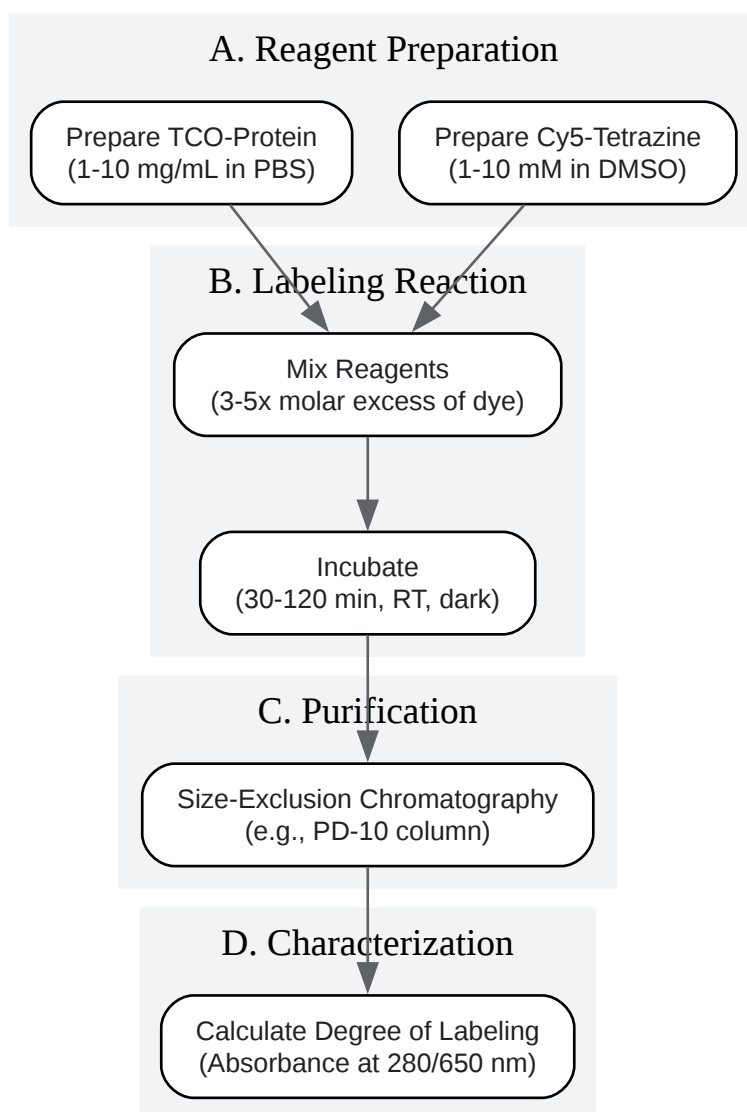 A. Reagent Preparation
Prepare TCO-Protein
(1-10 mg/mL in PBS)
Prepare Cy5-Tetrazine
(1-10 mM in DMSO)
B. Labeling Reaction
Mix Reagents
(3-5x molar excess of dye)
Incubate
(30-120 min, RT, dark)
C. Purification
Size-Exclusion Chromatography
(e.g., PD-10 column)
D. Characterization
Calculate Degree of Labeling
(Absorbance at 280/650 nm)